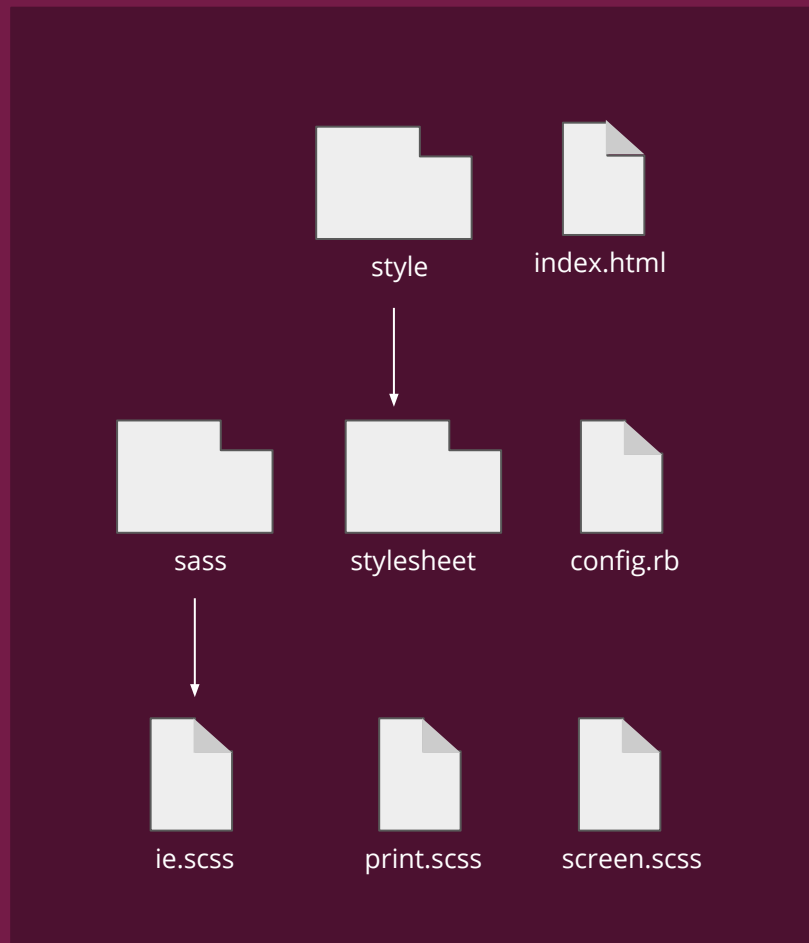 style
index.html
sass
stylesheet
config.rb
ie.scss
print.scss
screen.scss